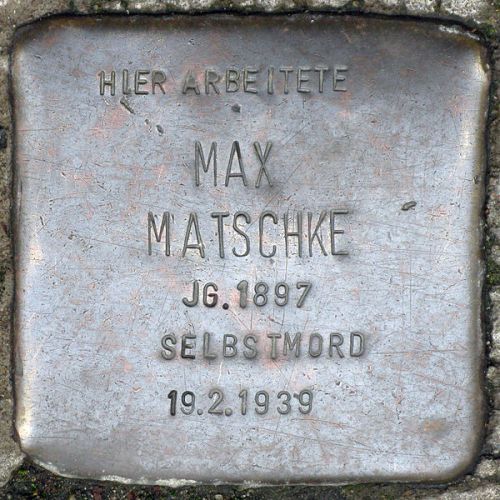 HIER ARBEITETE
MAX
MATSCHKE
JG. 1897
SELBSTMORD
19.2.1939